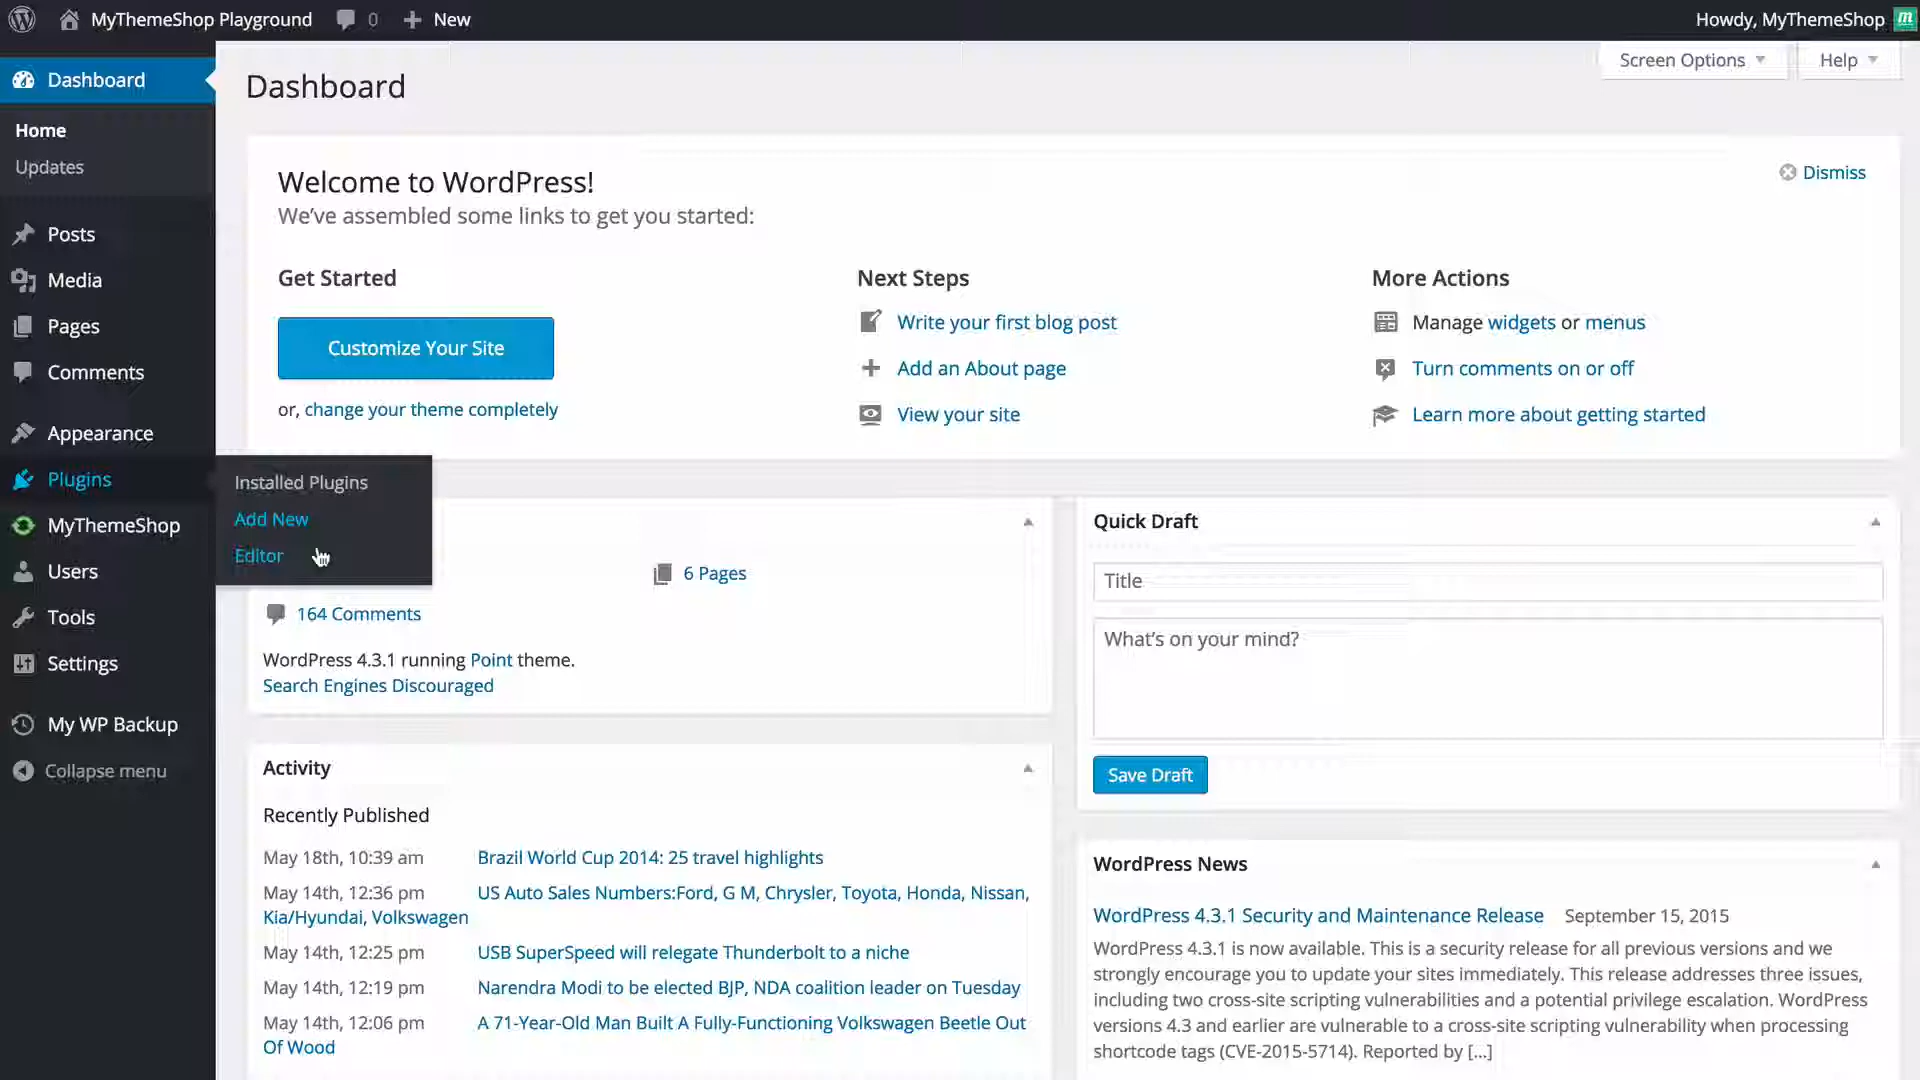 MyThemeShop Playground
0
New
Howdy, MyThemeShop
m
Dashboard
Home
Updates
Posts
Media
Pages
Comments
Appearance
Plugins
MyThemeShop
Users
Tools
Settings
My WP Backup
Collapse menu
Installed Plugins
Add New
Editor
Screen Options
Help
Dashboard
Welcome to WordPress!
Dismiss
We've assembled some links to get you started:
Get Started
Customize Your Site
or, change your theme completely
Next Steps
Write your first blog post
Add an About page
View your site
More Actions
Manage widgets or menus
Turn comments on or off
Learn more about getting started
6 Pages
164 Comments
WordPress 4.3.1 running Point theme.
Search Engines Discouraged
Activity
Recently Published
May 18th, 10:39 am Brazil World Cup 2014: 25 travel highlights
May 14th, 12:36 pm US Auto Sales Numbers:Ford, G M, Chrysler, Toyota, Honda, Nissan,
Kia/Hyundai, Volkswagen
May 14th, 12:25 pm USB SuperSpeed will relegate Thunderbolt to a niche
May 14th, 12:19 pm Narendra Modi to be elected BJP, NDA coalition leader on Tuesday
May 14th, 12:06 pm A 71-Year-Old Man Built A Fully-Functioning Volkswagen Beetle Out
Of Wood
Quick Draft
Title
What's on your mind?
Save Draft
WordPress News
WordPress 4.3.1 Security and Maintenance Release September 15, 2015
WordPress 4.3.1 is now available. This is a security release for all previous versions and we
strongly encourage you to update your sites immediately. This release addresses three issues,
including two cross-site scripting vulnerabilities and a potential privilege escalation. WordPress
versions 4.3 and earlier are vulnerable to a cross-site scripting vulnerability when processing
shortcode tags (CVE-2015-5714). Reported by [...]